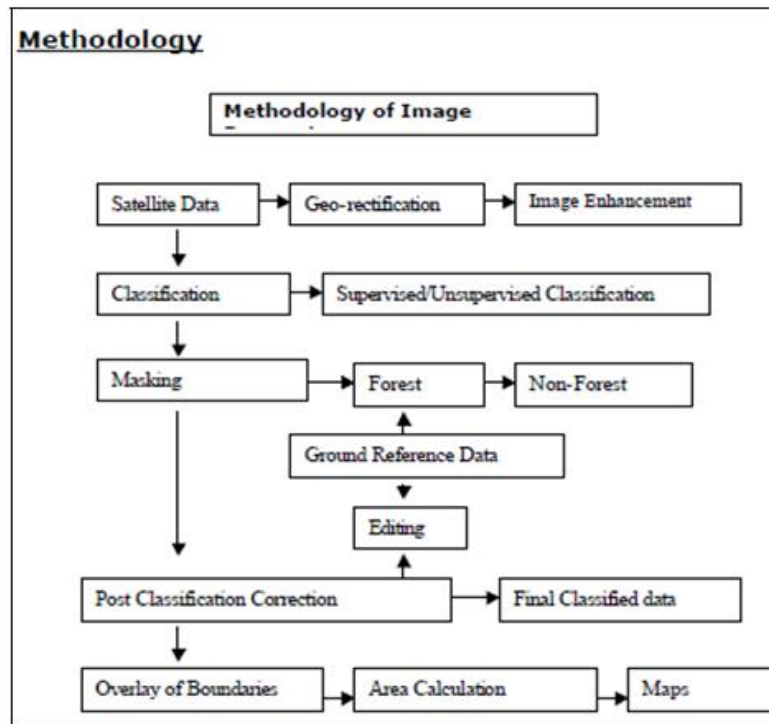 Methodology
Methodology of Image
Satellite Data
Geo-rectification
Image Enhancement
Classification
Supervised/Unsupervised Classification
Masking
Forest
Non-Forest
Ground Reference Data
Editing
Post Classification Correction
Final Classified data
Overlay of Boundaries
Area Calculation
Maps